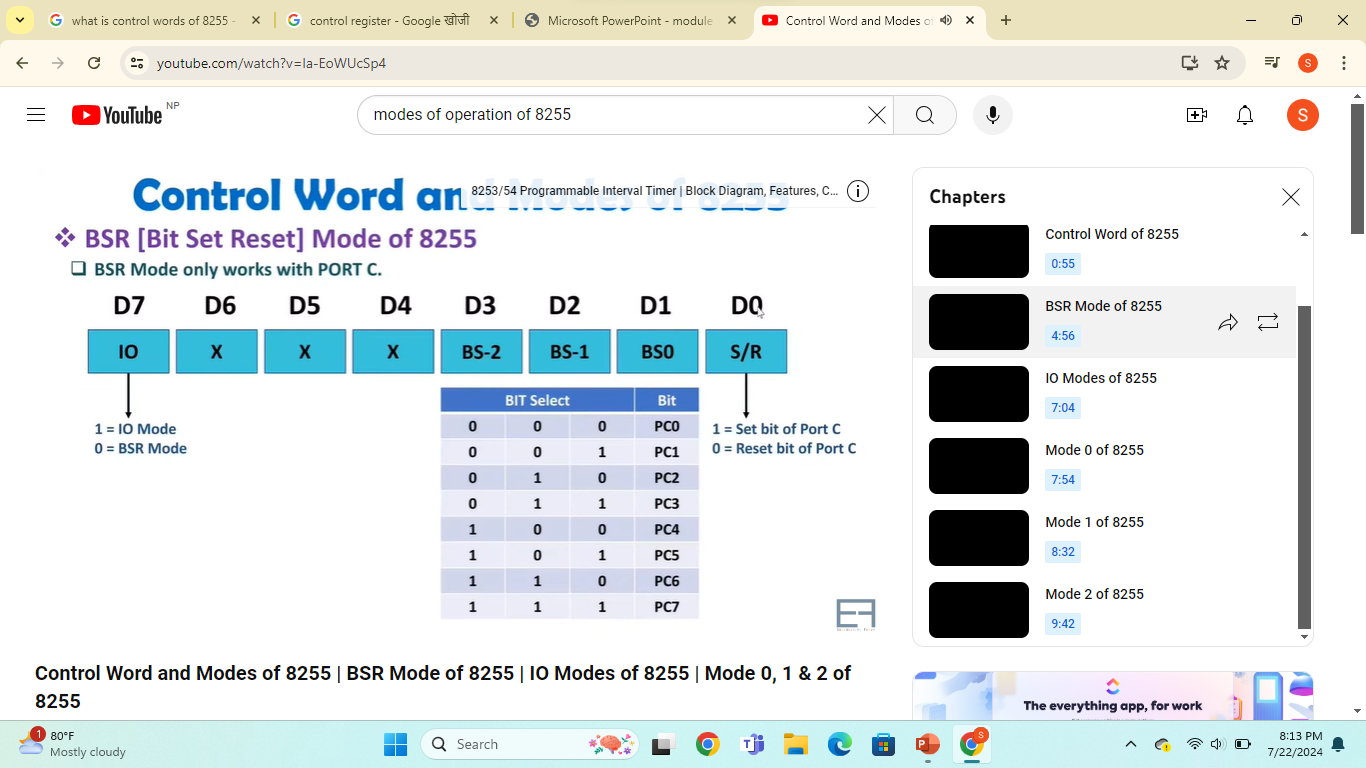 what is control words of 8255 -
control register - Google खोजी
Microsoft PowerPoint - module
Control Word and Modes of
youtube.com/watch?v=Ia-EoWUcSp4
S
YouTube NP
modes of operation of 8255
S
Control Word and Modes of 8255
8253/54 Programmable Interval Timer | Block Diagram, Features, C...
BSR [Bit Set Reset] Mode of 8255
BSR Mode only works with PORT C.
D7 D6 D5 D4 D3 D2 D1 D0
IO X X X BS-2 BS-1 BS0 S/R
1 = IO Mode
0 = BSR Mode
BIT Select Bit
0 0 0 PC0
0 0 1 PC1
0 1 0 PC2
0 1 1 PC3
1 0 0 PC4
1 0 1 PC5
1 1 0 PC6
1 1 1 PC7
1 = Set bit of Port C
0 = Reset bit of Port C
EF
Control Word and Modes of 8255 | BSR Mode of 8255 | IO Modes of 8255 | Mode 0, 1 & 2 of
8255
Chapters
Control Word of 8255
0:55
BSR Mode of 8255
4:56
IO Modes of 8255
7:04
Mode 0 of 8255
7:54
Mode 1 of 8255
8:32
Mode 2 of 8255
9:42
The everything app, for work
1
80°F
Mostly cloudy
Search
S
8:13 PM
7/22/2024